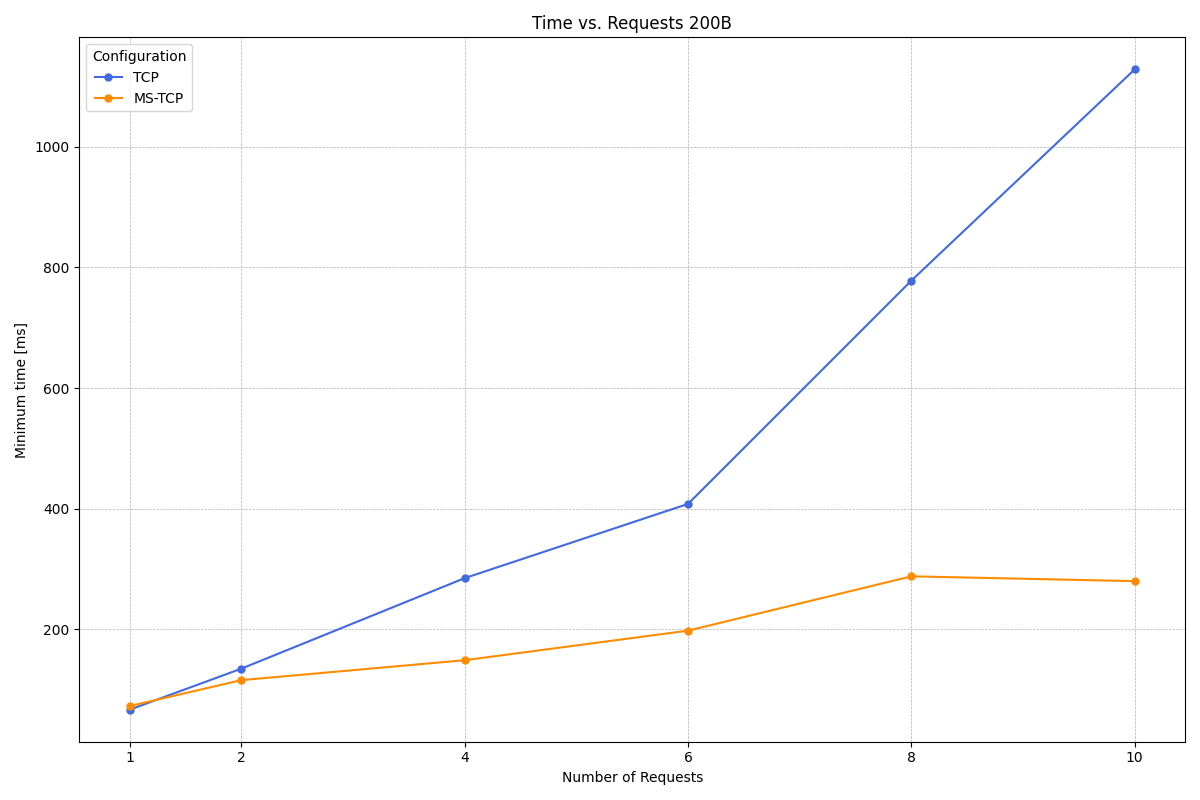 Time vs. Requests 200B
Configuration
TCP
MS-TCP
1000
800
600
400
200
Minimum time [ms]
1 2 4 6 8 10
Number of Requests